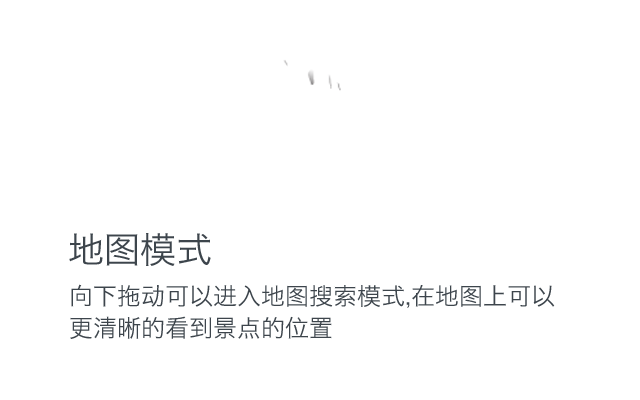 地图模式
向下拖动可以进入地图搜索模式,在地图上可以
更清晰的看到景点的位置